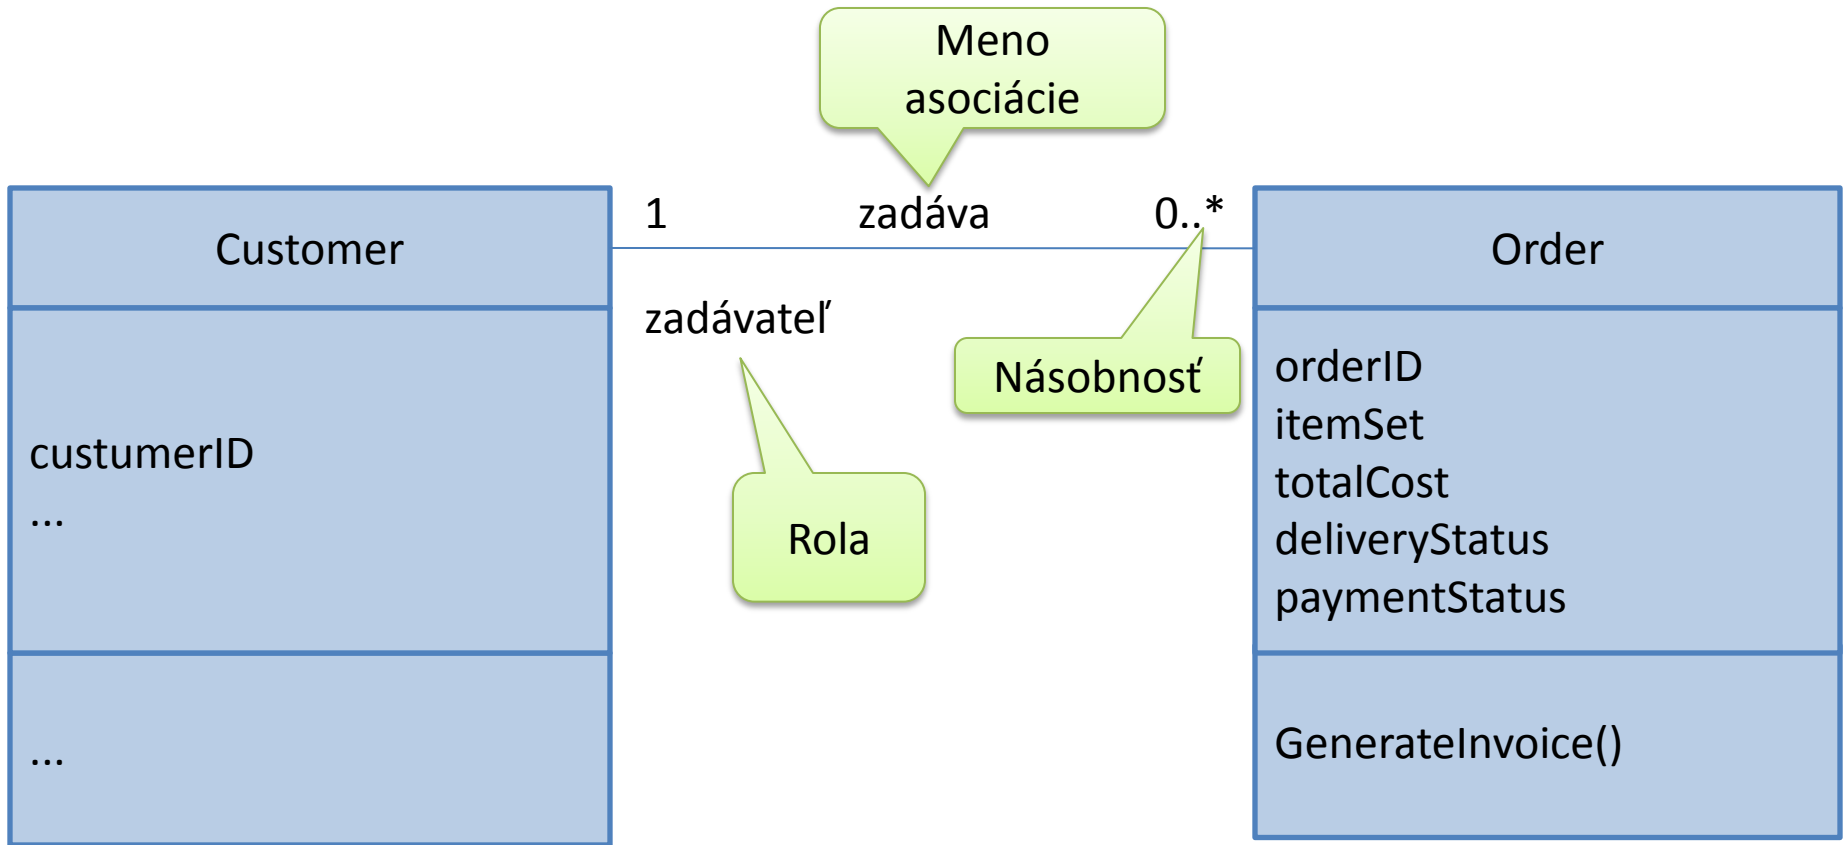 Meno
asociácie
1 zadáva 0..*
Customer
Order
zadávateľ
Násobnosť
Rola
custumerID
...
orderID
itemSet
totalCost
deliveryStatus
paymentStatus
...
GenerateInvoice()